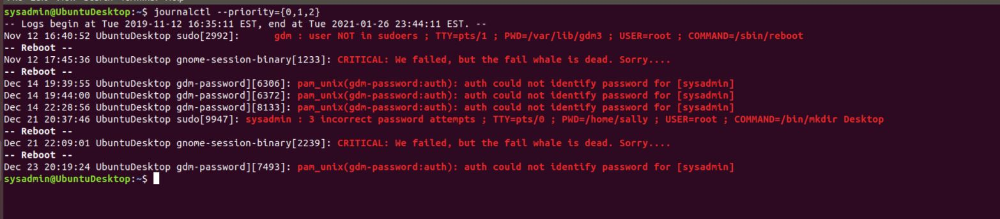 sysadmin@UbuntuDesktop:~$ journalctl --priority={0,1,2}
-- Logs begin at Tue 2019-11-12 16:35:11 EST, end at Tue 2021-01-26 23:44:11 EST. --
Nov 12 16:40:52 UbuntuDesktop sudo[2992]:      gdm : user NOT in sudoers ; TTY=pts/1 ; PWD=/var/lib/gdm3 ; USER=root ; COMMAND=/sbin/reboot
-- Reboot --
Nov 12 17:45:36 UbuntuDesktop gnome-session-binary[1233]: CRITICAL: We failed, but the fail whale is dead. Sorry....
-- Reboot --
Dec 14 19:39:55 UbuntuDesktop gdm-password][6306]: pam_unix(gdm-password:auth): auth could not identify password for [sysadmin]
Dec 14 19:44:00 UbuntuDesktop gdm-password][6372]: pam_unix(gdm-password:auth): auth could not identify password for [sysadmin]
Dec 14 22:28:56 UbuntuDesktop gdm-password][8133]: pam_unix(gdm-password:auth): auth could not identify password for [sysadmin]
Dec 21 20:37:46 UbuntuDesktop sudo[9947]: sysadmin : 3 incorrect password attempts ; TTY=pts/0 ; PWD=/home/sally ; USER=root ; COMMAND=/bin/mkdir Desktop
-- Reboot --
Dec 21 22:09:01 UbuntuDesktop gnome-session-binary[2239]: CRITICAL: We failed, but the fail whale is dead. Sorry....
-- Reboot --
Dec 23 20:19:24 UbuntuDesktop gdm-password][7493]: pam_unix(gdm-password:auth): auth could not identify password for [sysadmin]
sysadmin@UbuntuDesktop:~$